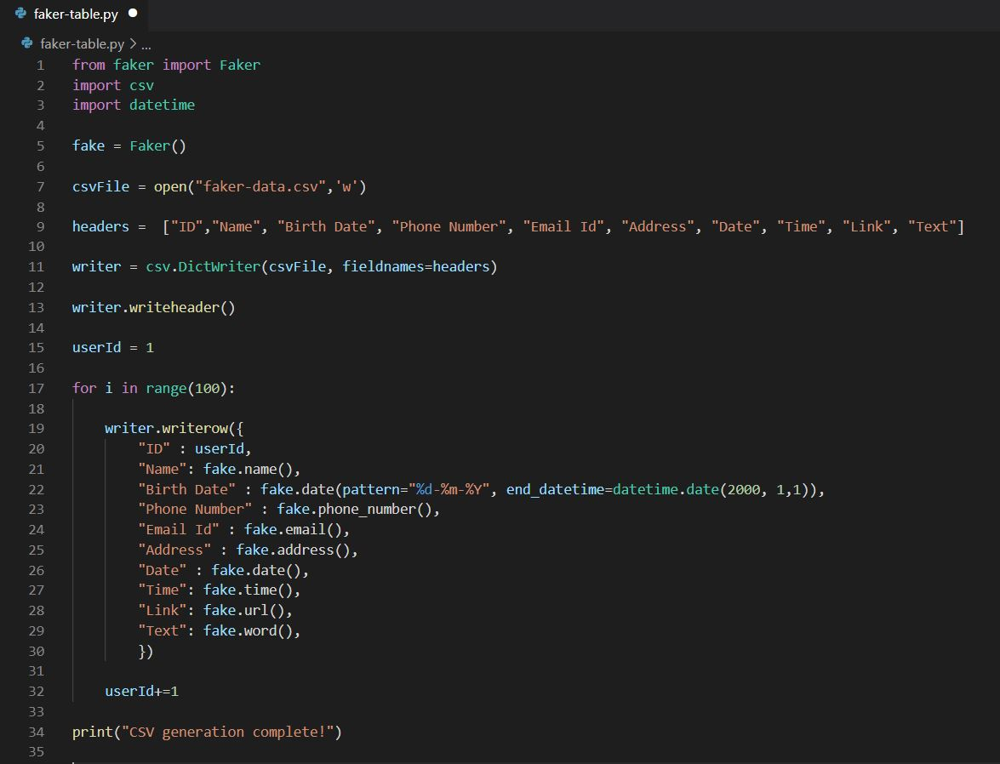 faker-table.py ●
faker-table.py > ...
1 from faker import Faker
2 import csv
3 import datetime
4
5 fake = Faker()
6
7 csvFile = open("faker-data.csv",'w')
8
9 headers =  ["ID","Name", "Birth Date", "Phone Number", "Email Id", "Address", "Date", "Time", "Link", "Text"]
10
11 writer = csv.DictWriter(csvFile, fieldnames=headers)
12
13 writer.writeheader()
14
15 userId = 1
16
17 for i in range(100):
18
19     writer.writerow({
20         "ID" : userId,
21         "Name": fake.name(),
22         "Birth Date" : fake.date(pattern="%d-%m-%Y", end_datetime=datetime.date(2000, 1,1)),
23         "Phone Number" : fake.phone_number(),
24         "Email Id" : fake.email(),
25         "Address" : fake.address(),
26         "Date" : fake.date(),
27         "Time": fake.time(),
28         "Link": fake.url(),
29         "Text": fake.word(),
30         })
31
32     userId+=1
33
34 print("CSV generation complete!")
35